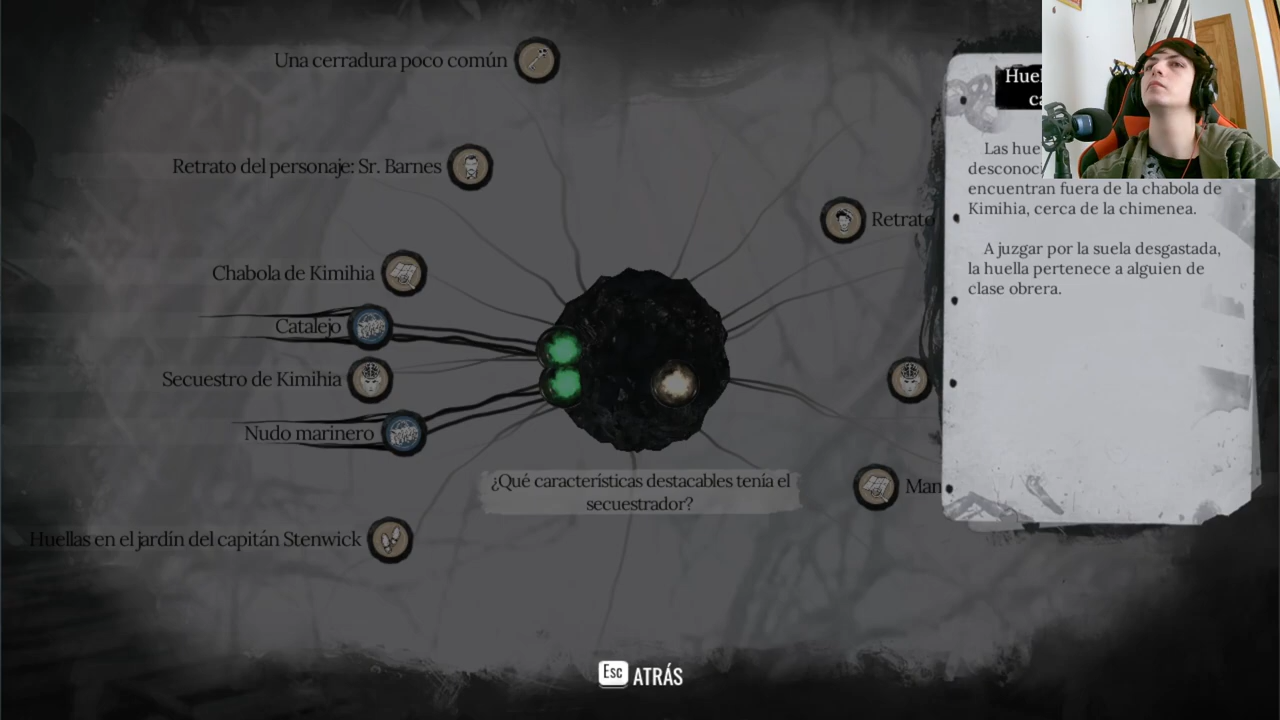 Una cerradura poco común
Retrato del personaje: Sr. Barnes
Retrato
Chabola de Kimihia
Catalejo
Secuestro de Kimihia
Nudo marinero
¿Qué características destacables tenía el
secuestrador?
Huellas en el jardín del capitán Stenwick
Las
encuentran fuera de la chabola de
Kimihia, cerca de la chimenea.
A juzgar por la suela desgastada,
la huella pertenece a alguien de
clase obrera.
Esc ATRÁS